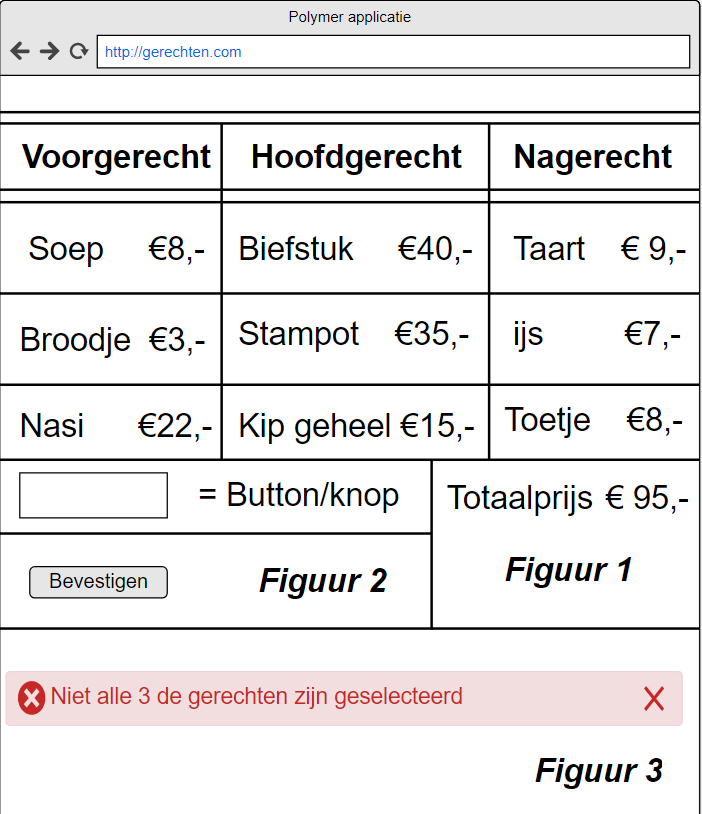 Polymer applicatie
http://gerechten.com
Voorgerecht Hoofdgerecht Nagerecht
Soep €8,- Biefstuk €40,- Taart € 9,-
Broodje €3,- Stampot €35,- ijs €7,-
Nasi €22,- Kip geheel €15,- Toetje €8,-
= Button/knop Totaalprijs € 95,-
Bevestigen Figuur 2 Figuur 1
Niet alle 3 de gerechten zijn geselecteerd
Figuur 3